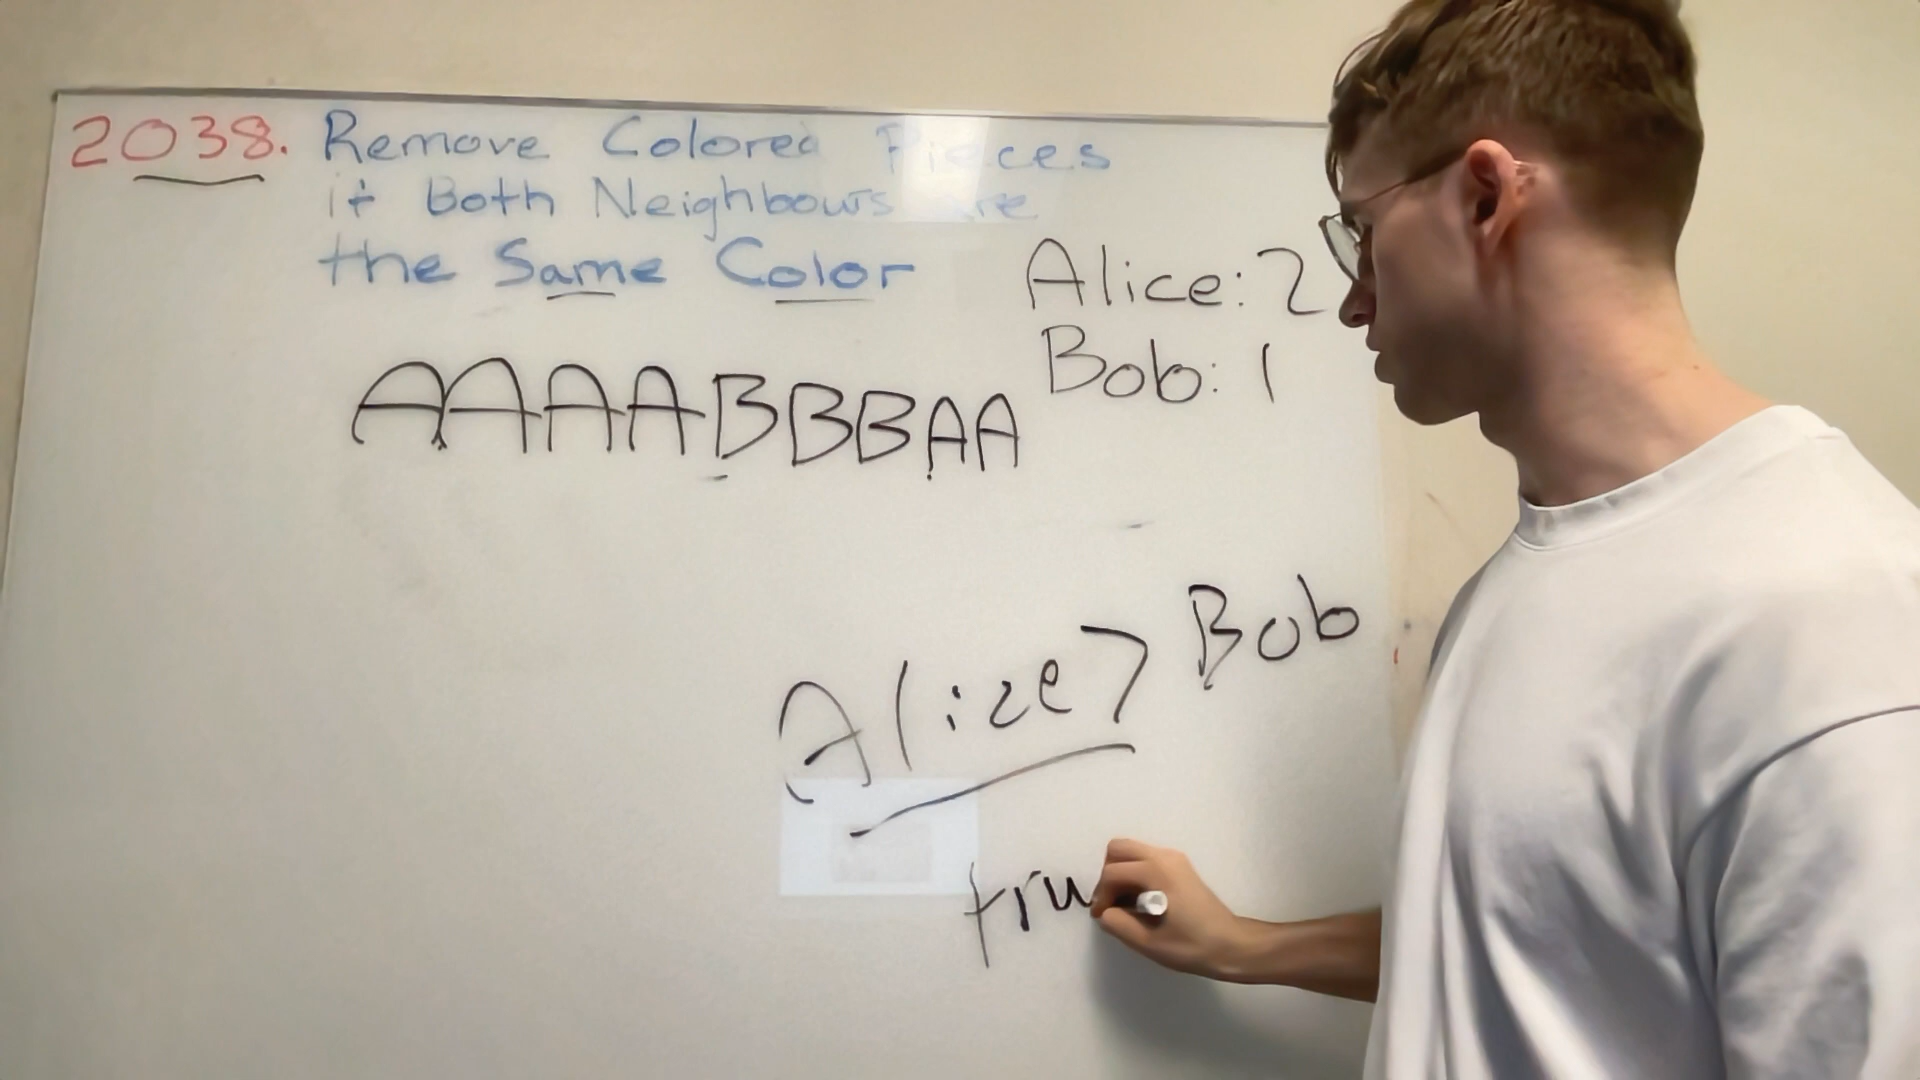 2038. Remove Colored Pieces
if Both Neighbours are
the Same Color
Alice: 2
Bob: 1
AAAABBBAA
Alice > Bob
tru